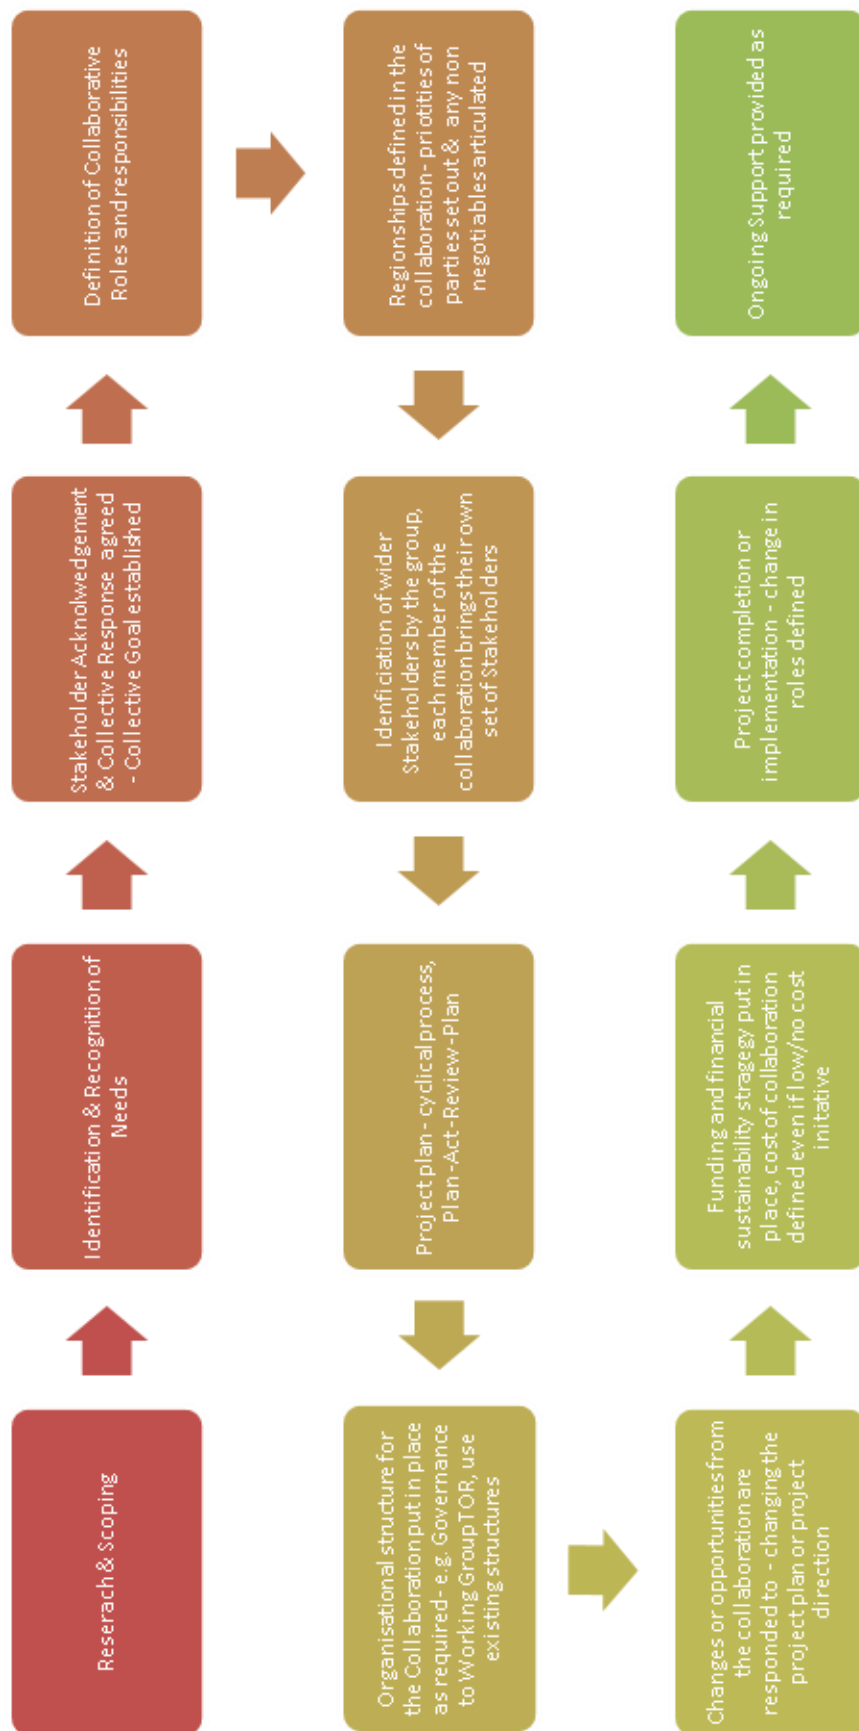 Reserach & Scoping
Identification & Recognition of
Needs
Stakeholder Acknolwedgement
& Collective Response agreed
- Collective Goal established
Definition of Collaborative
Roles and responsibilities
Regionships defined in the
collaboration - priotities of
parties set out & any non
negotiables articulated
Idenficiation of wider
Stakeholders by the group,
each member of the
collaboration brings their own
set of Stakeholders
Project plan - cyclical process,
Plan - Act - Review - Plan
Organisational structure for
the Collaboration put in place
as required - e.g. Governance
to Working Group TOR, use
existing structures
Changes or opportunities from
the collaboration are
responded to - changing the
project plan or project
direction
Funding and financial
sustainability stragegy put in
place, cost of collaboration
defined even if low/no cost
initative
Project completion or
implementation - change in
roles defined
Ongoing Support provided as
required